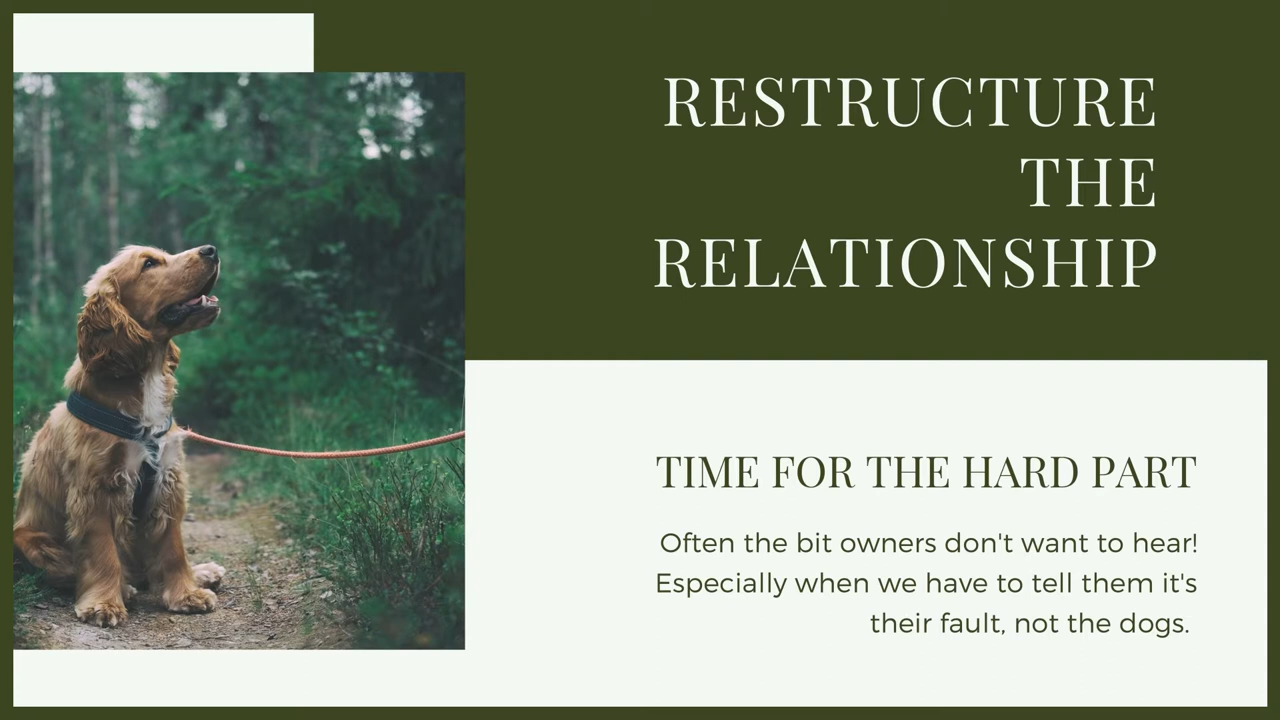 RESTRUCTURE
THE
RELATIONSHIP
TIME FOR THE HARD PART
Often the bit owners don't want to hear!
Especially when we have to tell them it's
their fault, not the dogs.